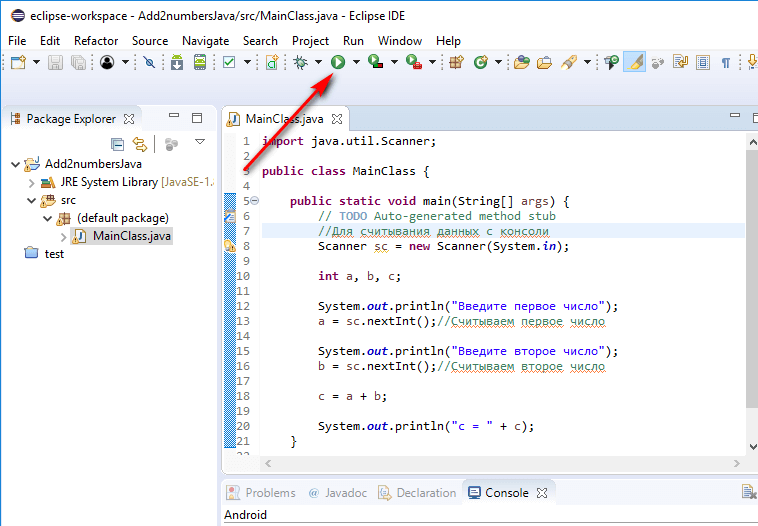 eclipse-workspace - Add2numbersJava/src/MainClass.java - Eclipse IDE
File Edit Refactor Source Navigate Search Project Run Window Help
Package Explorer
Add2numbersJava
JRE System Library [JavaSE-1.
src
(default package)
MainClass.java
test
MainClass.java
1 import java.util.Scanner;
2
3 public class MainClass {
4
5 public static void main(String[] args) {
6 // TODO Auto-generated method stub
7 //Для считывания данных с консоли
8 Scanner sc = new Scanner(System.in);
9
10 int a, b, c;
11
12 System.out.println("Введите первое число");
13 a = sc.nextInt();//Считываем первое число
14
15 System.out.println("Введите второе число");
16 b = sc.nextInt();//Считываем второе число
17
18 c = a + b;
19
20 System.out.println("c = " + c);
21 }
Problems @ Javadoc Declaration Console
Android